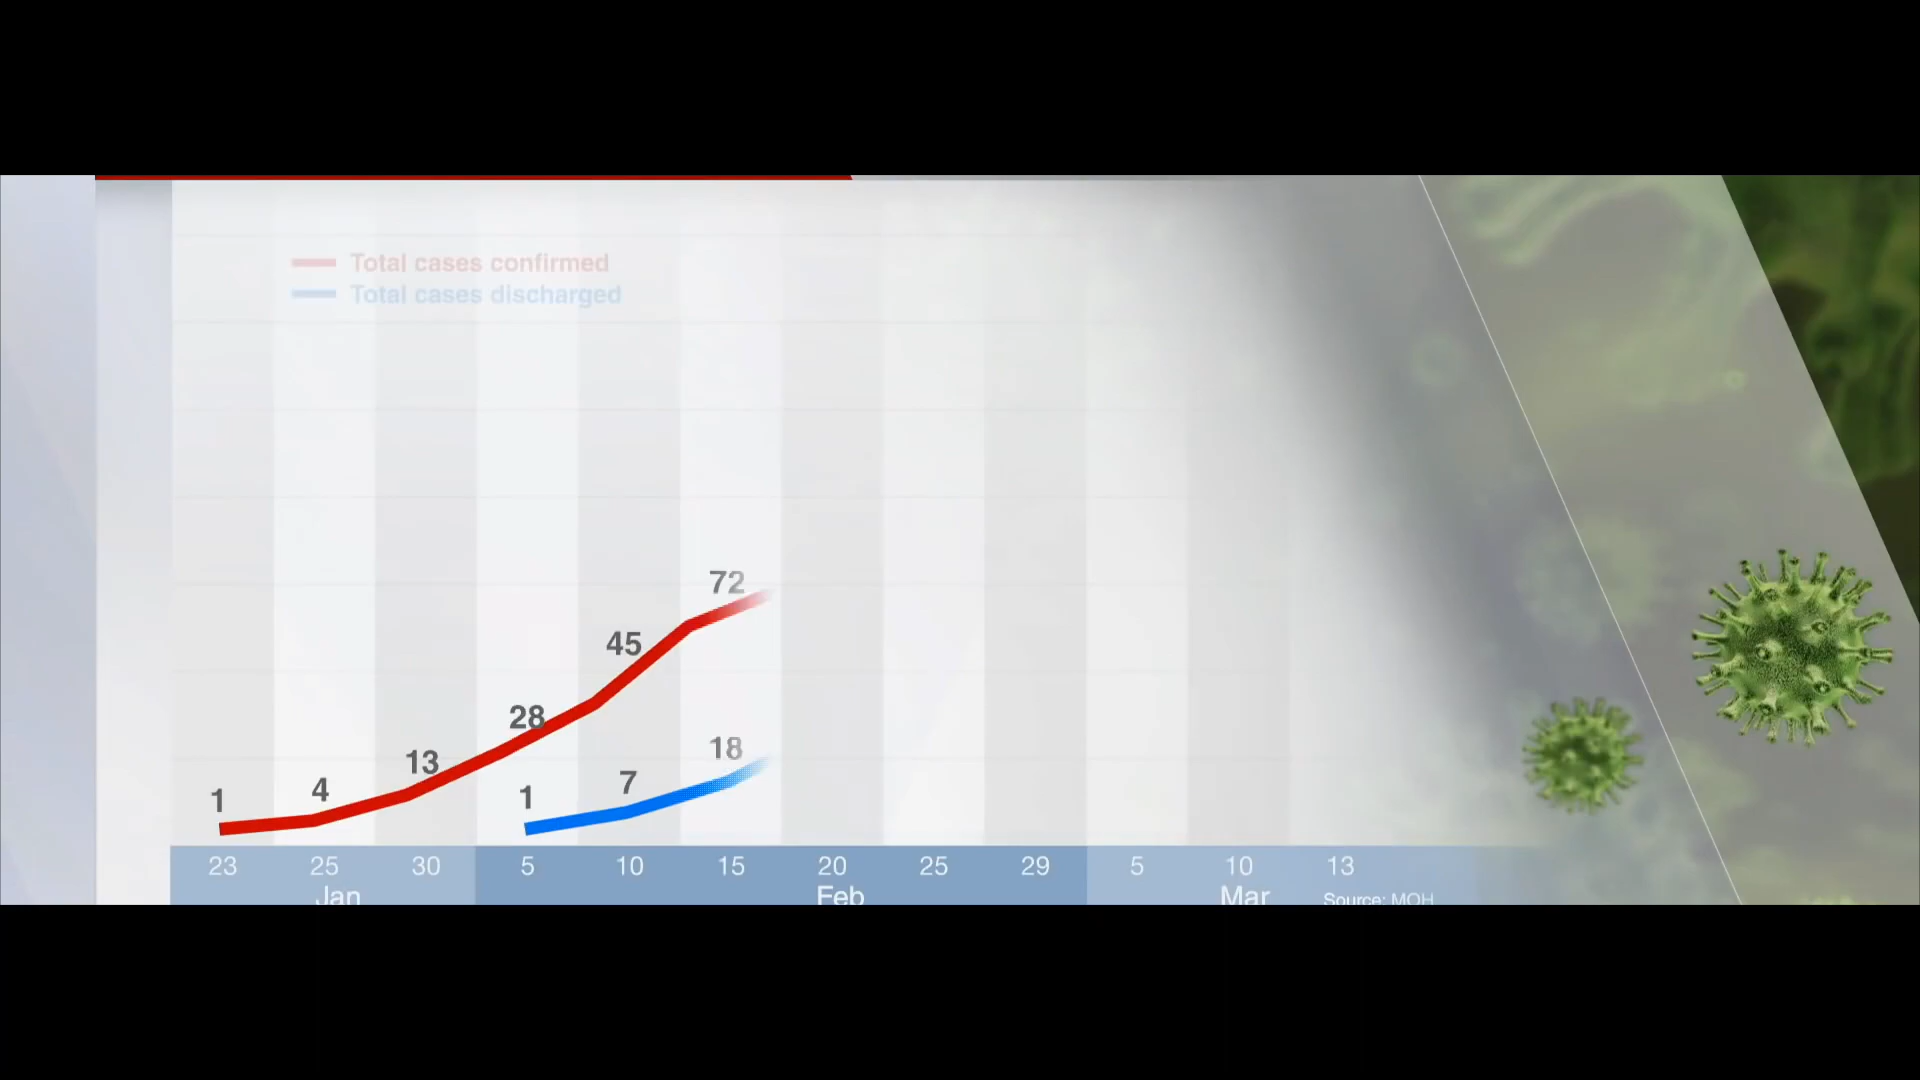 Total cases confirmed
Total cases discharged
72
45
28
18
13
7
4
1
1
23 25 30 5 10 15 20 25 29 5 10 13
Jan Feb Mar Source: MOH